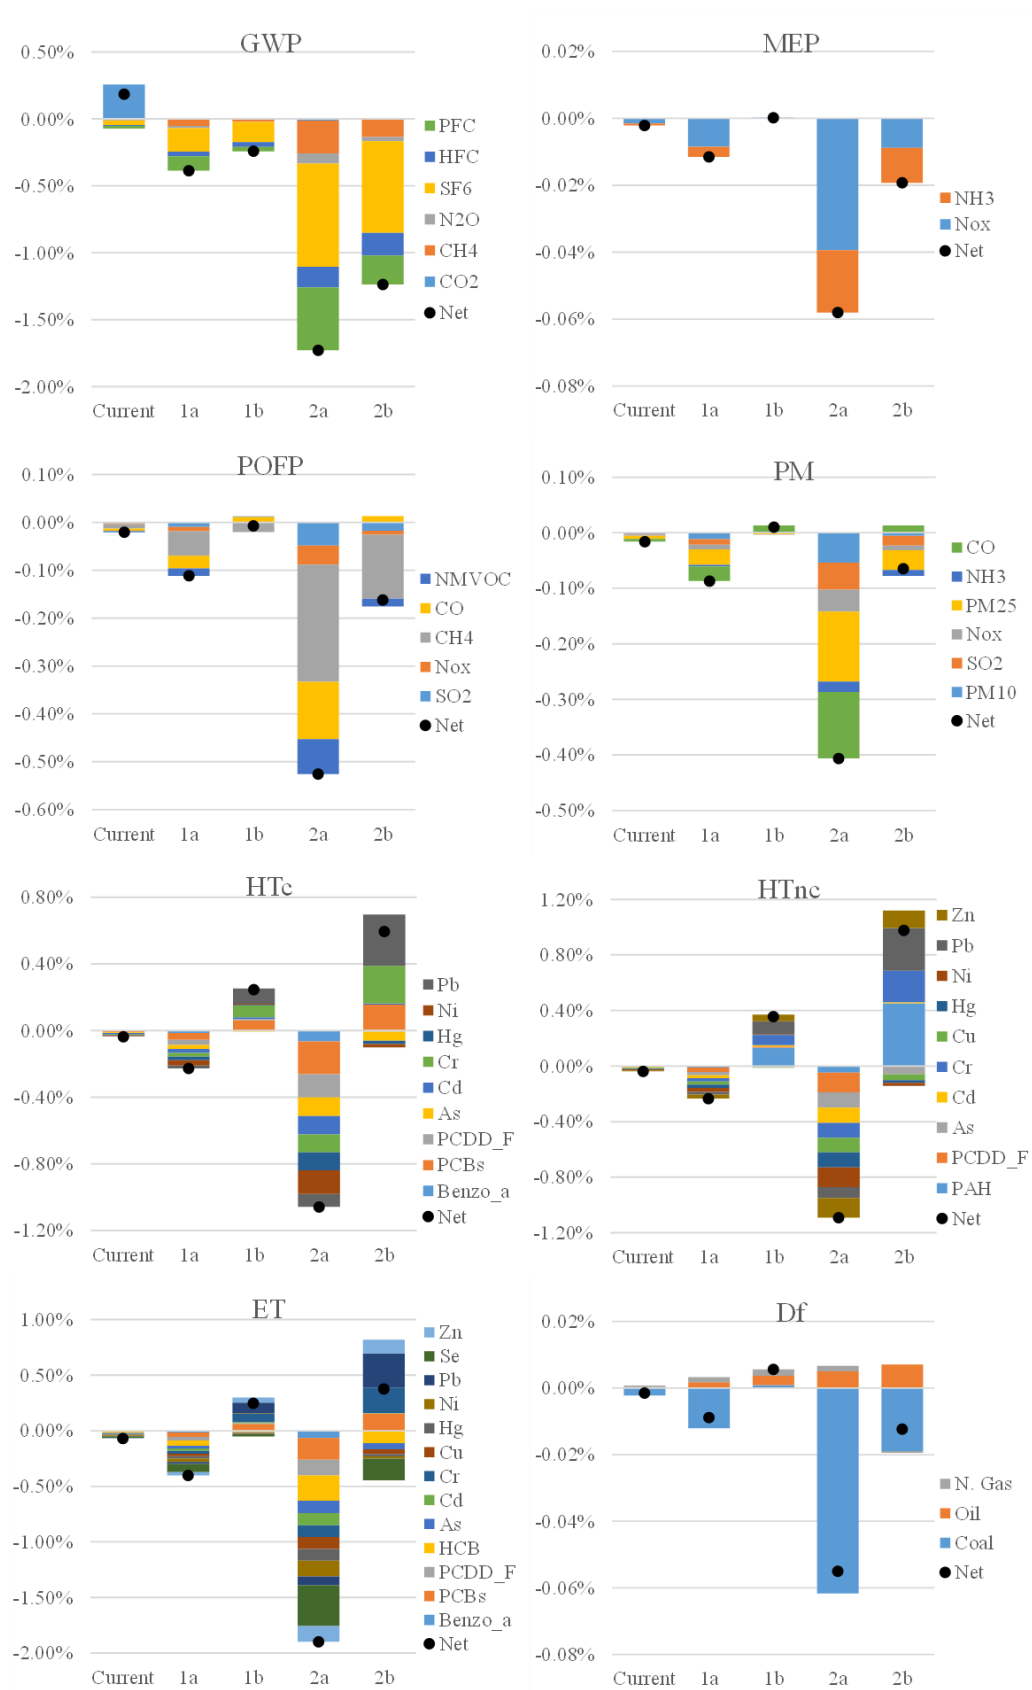 GWP
0.50%
0.00%
-0.50%
-1.00%
-1.50%
-2.00%
Current 1a 1b 2a 2b
PFC
HFC
SF6
N2O
CH4
CO2
Net
MEP
0.02%
0.00%
-0.02%
-0.04%
-0.06%
-0.08%
Current 1a 1b 2a 2b
NH3
Nox
Net
POFP
0.10%
0.00%
-0.10%
-0.20%
-0.30%
-0.40%
-0.50%
-0.60%
Current 1a 1b 2a 2b
NMVOC
CO
CH4
Nox
SO2
Net
PM
0.10%
0.00%
-0.10%
-0.20%
-0.30%
-0.40%
-0.50%
Current 1a 1b 2a 2b
CO
NH3
PM25
Nox
SO2
PM10
Net
HTc
0.80%
0.40%
0.00%
-0.40%
-0.80%
-1.20%
Current 1a 1b 2a 2b
Pb
Ni
Hg
Cr
Cd
As
PCDD_F
PCBs
Benzo_a
Net
HTnc
1.20%
0.80%
0.40%
0.00%
-0.40%
-0.80%
-1.20%
Current 1a 1b 2a 2b
Zn
Pb
Ni
Hg
Cu
Cr
Cd
As
PCDD_F
PAH
Net
ET
1.00%
0.50%
0.00%
-0.50%
-1.00%
-1.50%
-2.00%
Current 1a 1b 2a 2b
Zn
Se
Pb
Ni
Hg
Cu
Cr
Cd
As
HCB
PCDD_F
PCBs
Benzo_a
Net
Df
0.02%
0.00%
-0.02%
-0.04%
-0.06%
-0.08%
Current 1a 1b 2a 2b
N. Gas
Oil
Coal
Net